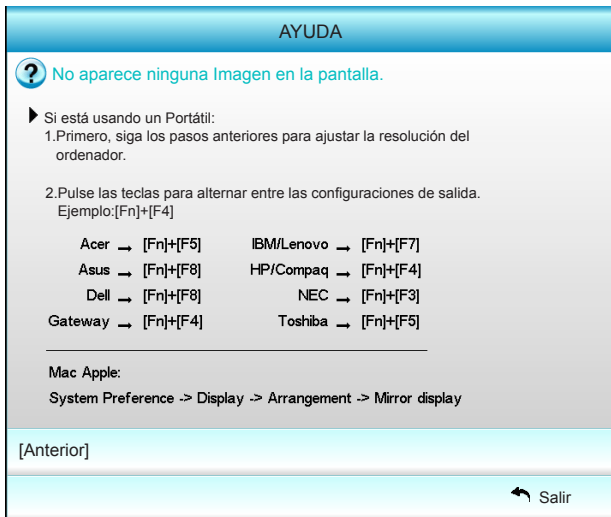 AYUDA
? No aparece ninguna Imagen en la pantalla.
Si está usando un Portátil:
1.Primero, siga los pasos anteriores para ajustar la resolución del
ordenador.
2.Pulse las teclas para alternar entre las configuraciones de salida.
Ejemplo:[Fn]+[F4]
Acer → [Fn]+[F5] IBM/Lenovo → [Fn]+[F7]
Asus → [Fn]+[F8] HP/Compaq → [Fn]+[F4]
Dell → [Fn]+[F8] NEC → [Fn]+[F3]
Gateway → [Fn]+[F4] Toshiba → [Fn]+[F5]
Mac Apple:
System Preference -> Display -> Arrangement -> Mirror display
[Anterior]
Salir